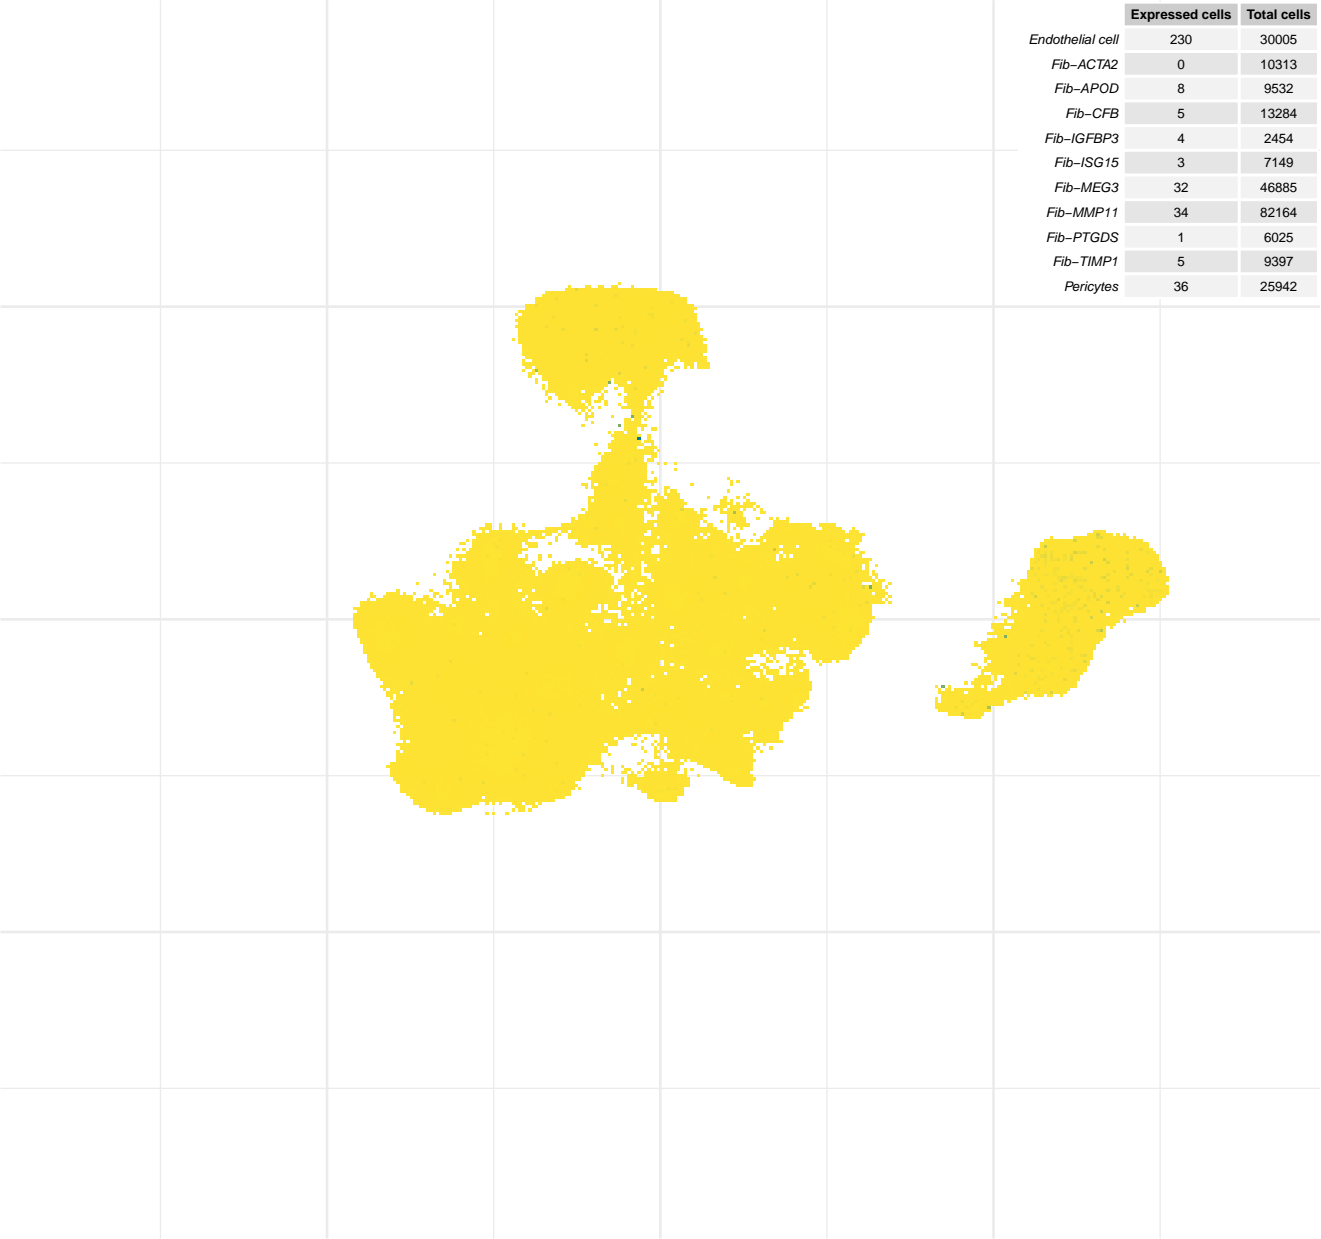 Expressed cells Total cells
Endothelial cell 230 30005
Fib−ACTA2 0 10313
Fib−APOD 8 9532
Fib−CFB 5 13284
Fib−IGFBP3 4 2454
Fib−ISG15 3 7149
Fib−MEG3 32 46885
Fib−MMP11 34 82164
Fib−PTGDS 1 6025
Fib−TIMP1 5 9397
Pericytes 36 25942